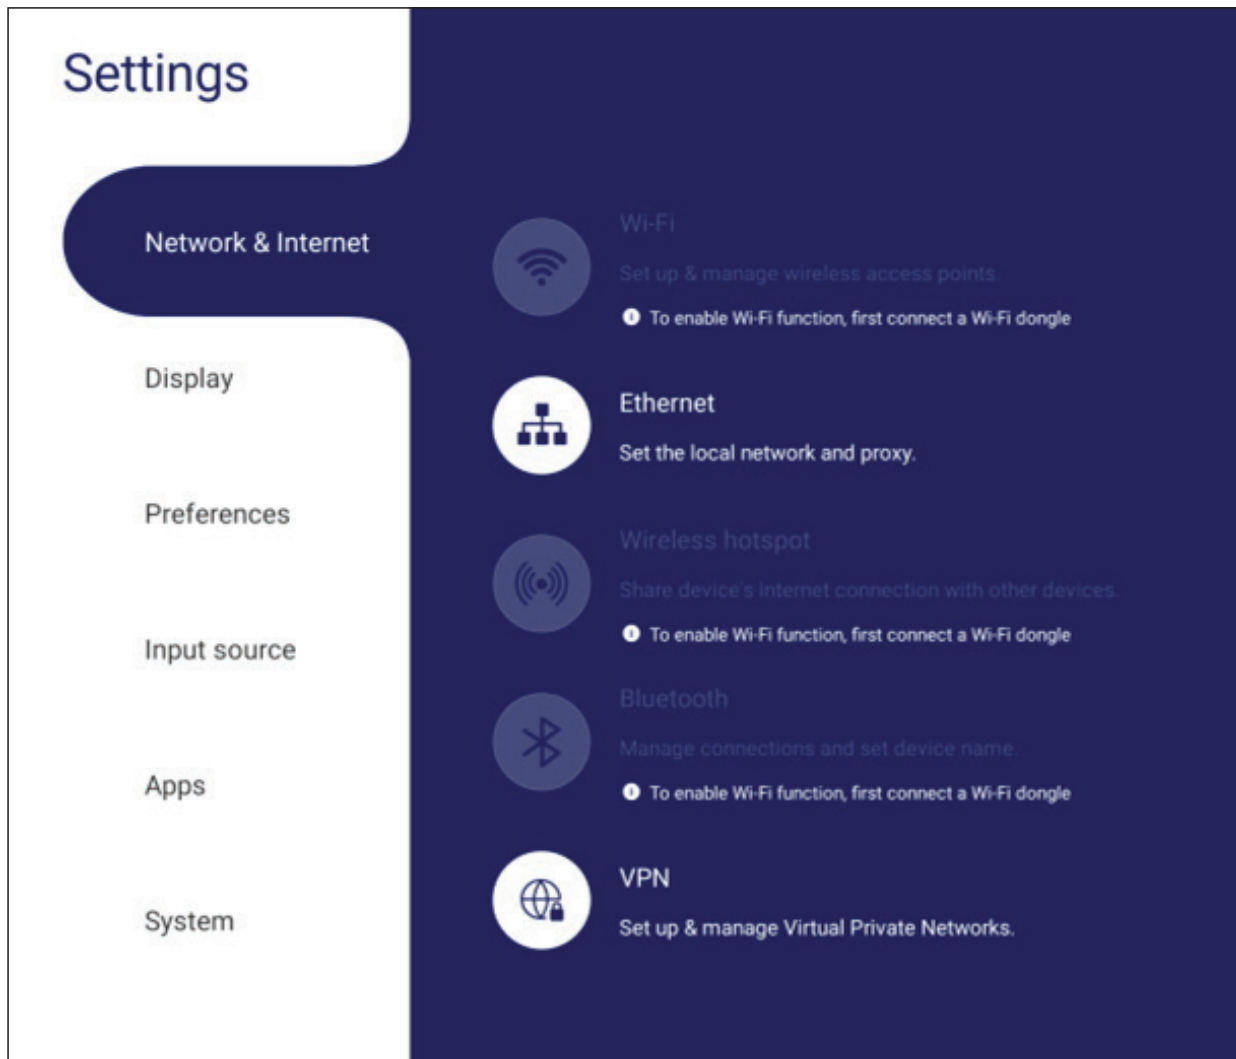 Settings
Network & Internet
Display
Preferences
Input source
Apps
System
Wi-Fi
Set up & manage wireless access points.
To enable Wi-Fi function, first connect a Wi-Fi dongle
Ethernet
Set the local network and proxy.
Wireless hotspot
Share device's internet connection with other devices.
To enable Wi-Fi function, first connect a Wi-Fi dongle
Bluetooth
Manage connections and set device name.
To enable Wi-Fi function, first connect a Wi-Fi dongle
VPN
Set up & manage Virtual Private Networks.